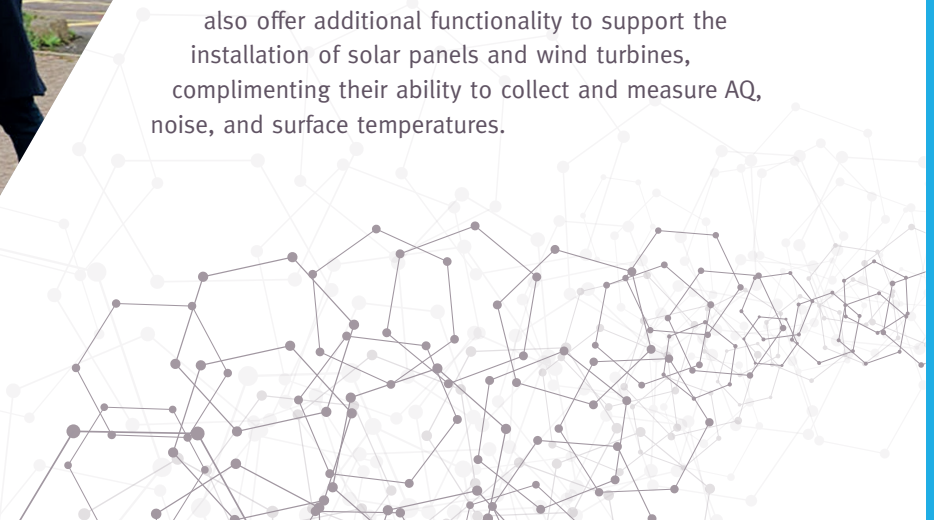 also offer additional functionality to support the
installation of solar panels and wind turbines,
complimenting their ability to collect and measure AQ,
noise, and surface temperatures.